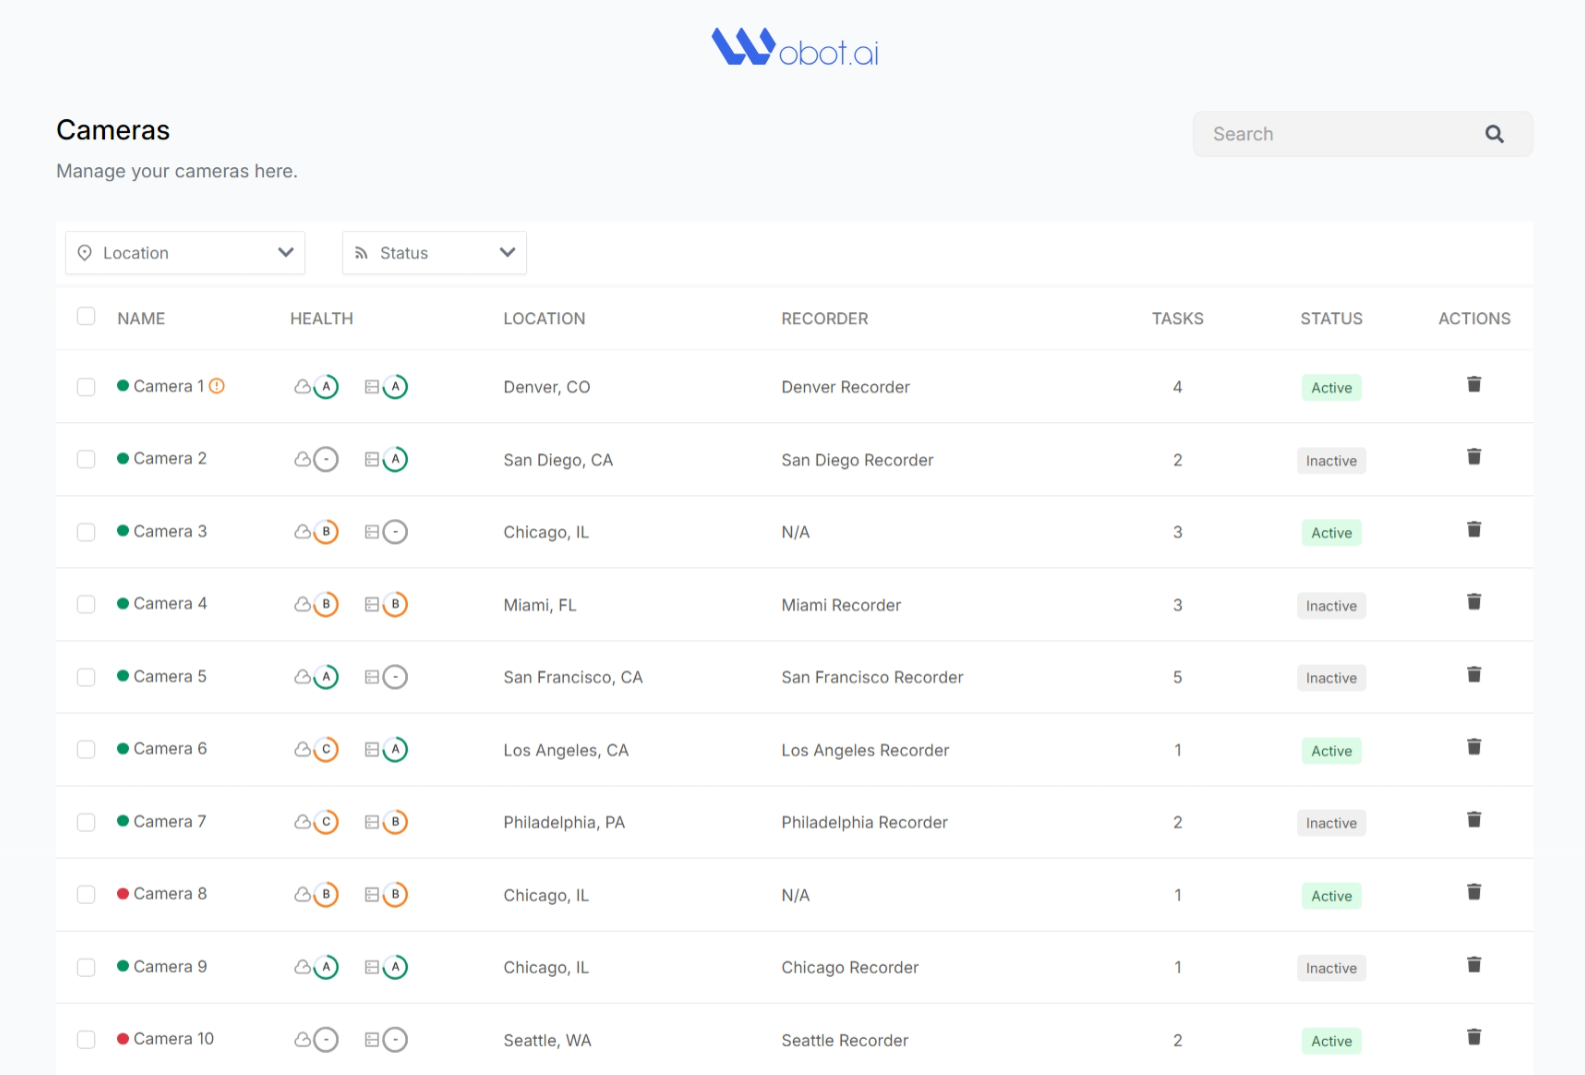 Wobot.ai
Cameras
Search
Manage your cameras here.
Location Status
NAME HEALTH LOCATION RECORDER TASKS STATUS ACTIONS
Camera 1 A A Denver, CO Denver Recorder 4 Active
Camera 2 - A San Diego, CA San Diego Recorder 2 Inactive
Camera 3 B - Chicago, IL N/A 3 Active
Camera 4 B B Miami, FL Miami Recorder 3 Inactive
Camera 5 A - San Francisco, CA San Francisco Recorder 5 Inactive
Camera 6 C A Los Angeles, CA Los Angeles Recorder 1 Active
Camera 7 C B Philadelphia, PA Philadelphia Recorder 2 Inactive
Camera 8 B B Chicago, IL N/A 1 Active
Camera 9 A A Chicago, IL Chicago Recorder 1 Inactive
Camera 10 - - Seattle, WA Seattle Recorder 2 Active